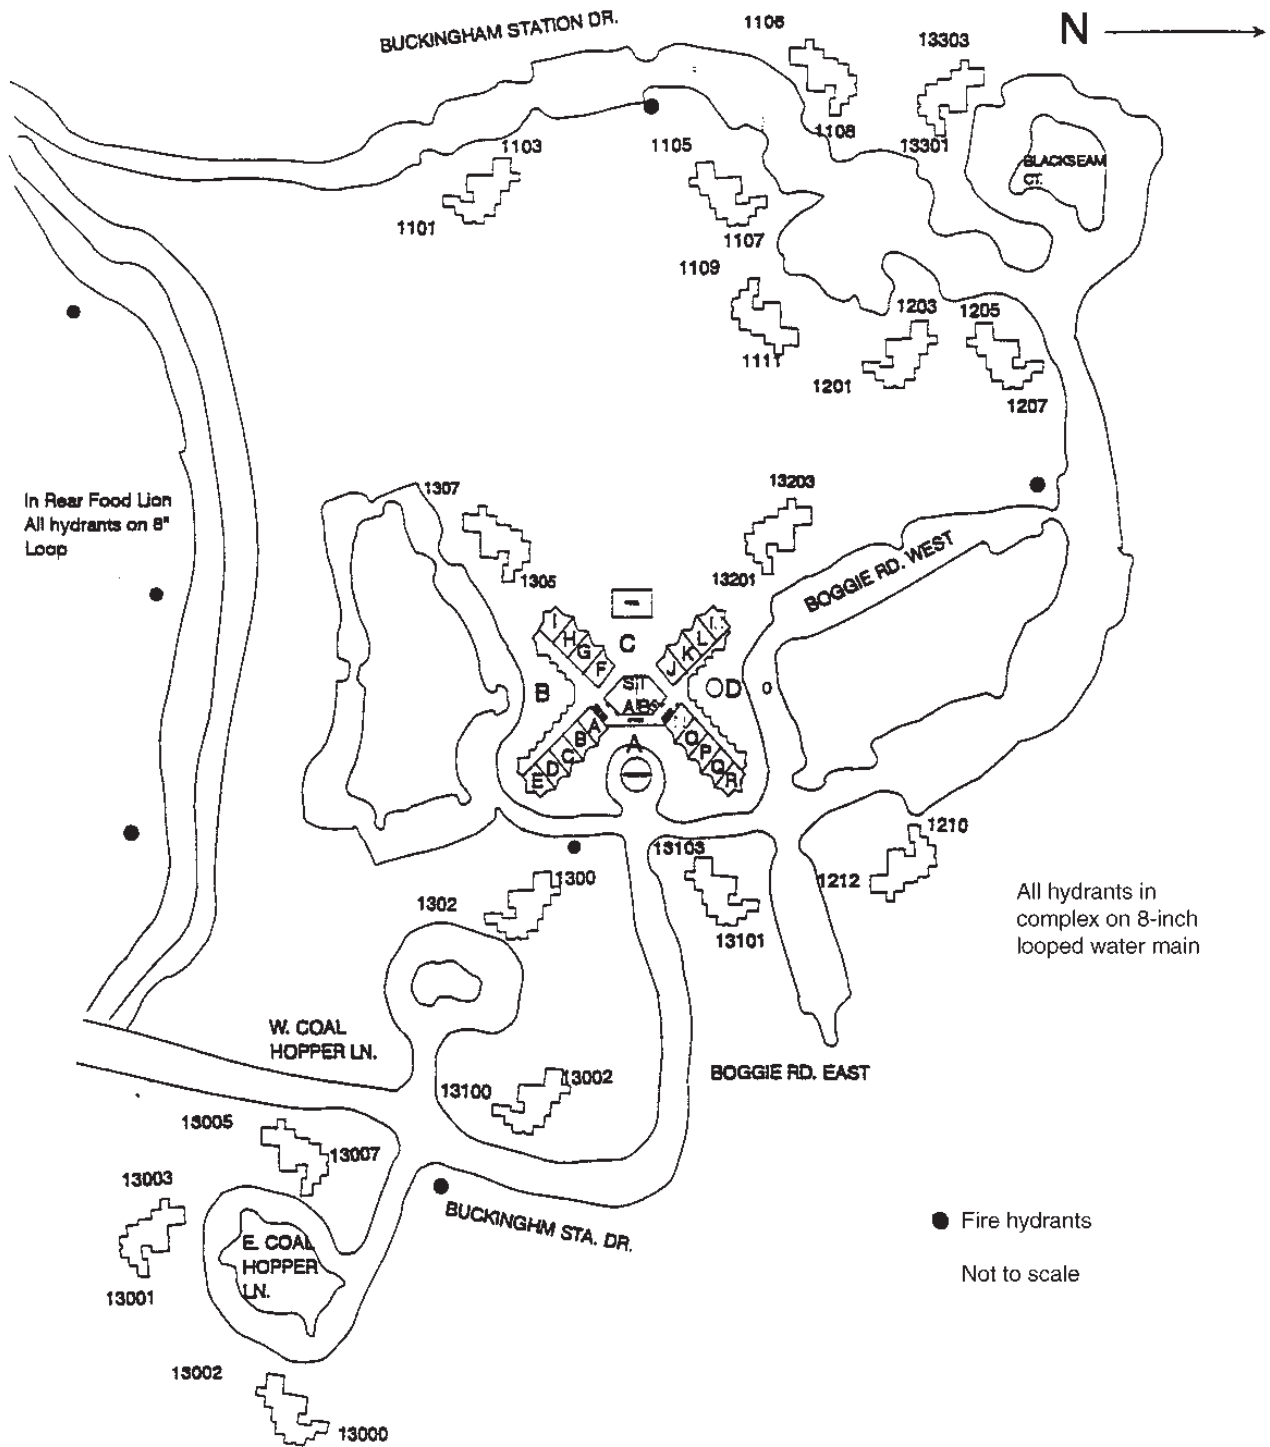 BUCKINGHAM STATION DR.
1106
N
13303
1108
13301
1103
1105
BLACKSEAM
CT.
1101
1107
1109
1203
1205
1111
1201
1207
1307
13203
In Rear Food Lion
All hydrants on 8"
Loop
1305
13201
BOGGIE RD. WEST
I
H
G
F
C
L
K
J
B
D
A
B
C
D
E
A
O
P
Q
R
1210
13103
1300
1212
1302
13101
All hydrants in
complex on 8-inch
looped water main
W. COAL
HOPPER LN.
BOGGIE RD. EAST
13100
13002
13005
13007
13003
BUCKINGHM STA. DR.
E. COAL
HOPPER
LN.
13001
Fire hydrants
Not to scale
13002
13000